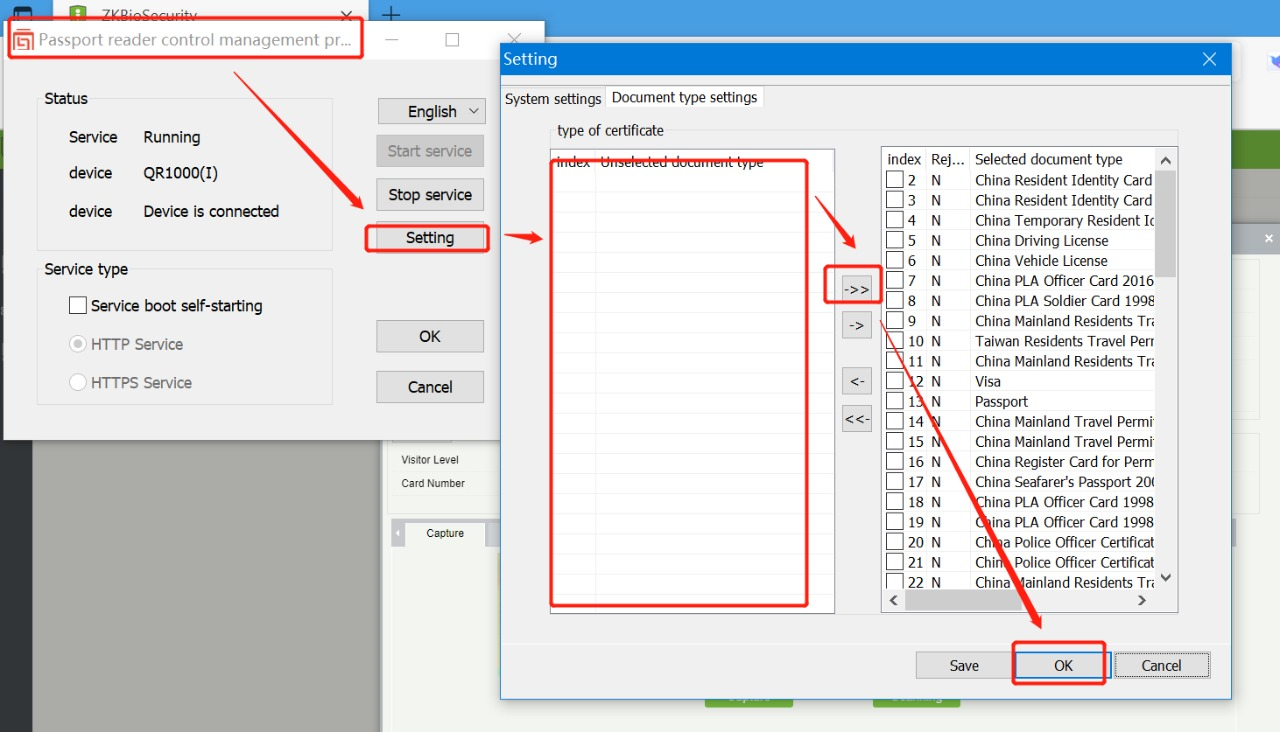 ZKBioSecurity
Passport reader control management pr...
Status
Service Running
device QR1000(I)
device Device is connected
Service type
Service boot self-starting
HTTP Service
HTTPS Service
English
Start service
Stop service
Setting
OK
Cancel
Visitor Level
Card Number
Capture
Setting
System settings
Document type settings
type of certificate
index Unselected document type
->>
->
<-
<<-
index Rej... Selected document type
2 N China Resident Identity Card
3 N China Resident Identity Card
4 N China Temporary Resident
5 N China Driving License
6 N China Vehicle License
7 N China PLA Officer Card 2016
8 N China PLA Soldier Card 1998
9 N China Mainland Residents Tra
10 N Taiwan Residents Travel Perr
11 N China Mainland Residents Tra
12 N Visa
13 N Passport
14 N China Mainland Travel Permi
15 N China Mainland Travel Permi
16 N China Register Card for Perm
17 N China Seafarer's Passport 200
18 N China PLA Officer Card 1998
19 N China PLA Officer Card 1998
20 N China Police Officer Certificat
21 N China Police Officer Certificat
22 N China Mainland Residents Tra
Save
OK
Cancel